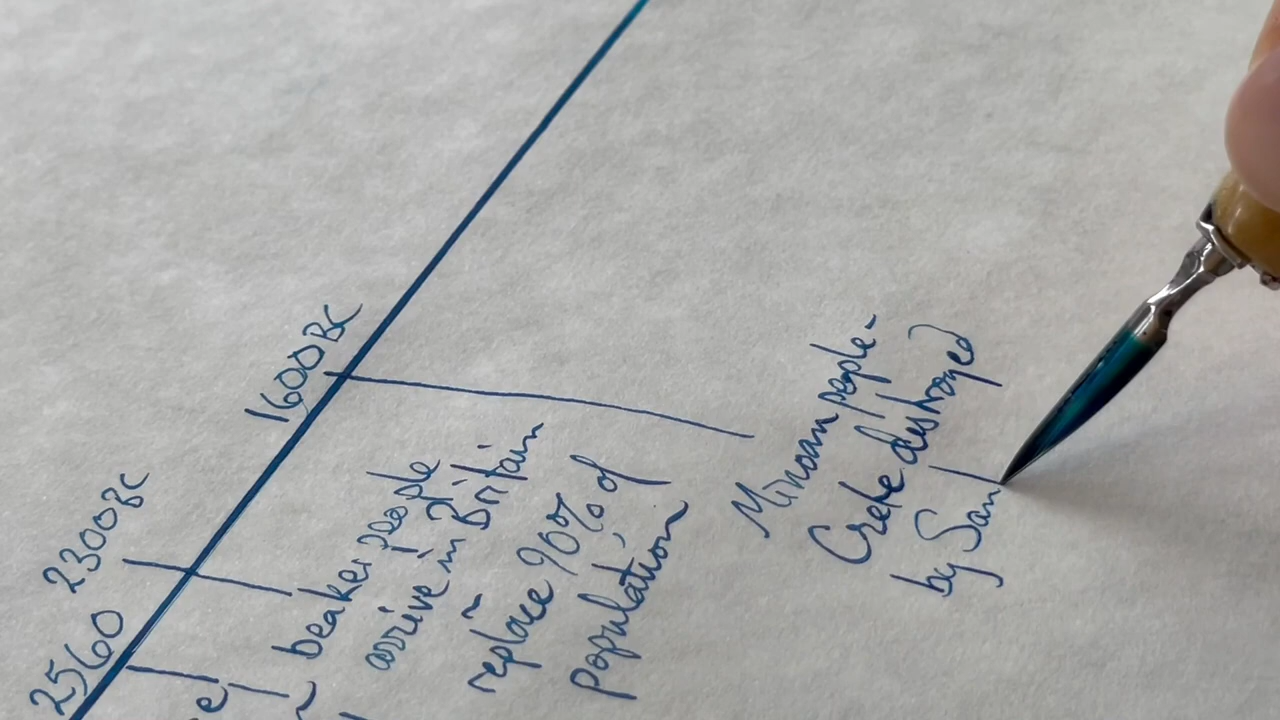 1600BC
Minoan people -
Crete destroyed
by San
2300BC
beaker people
arrive in Britain
replace 90% of
population
2560